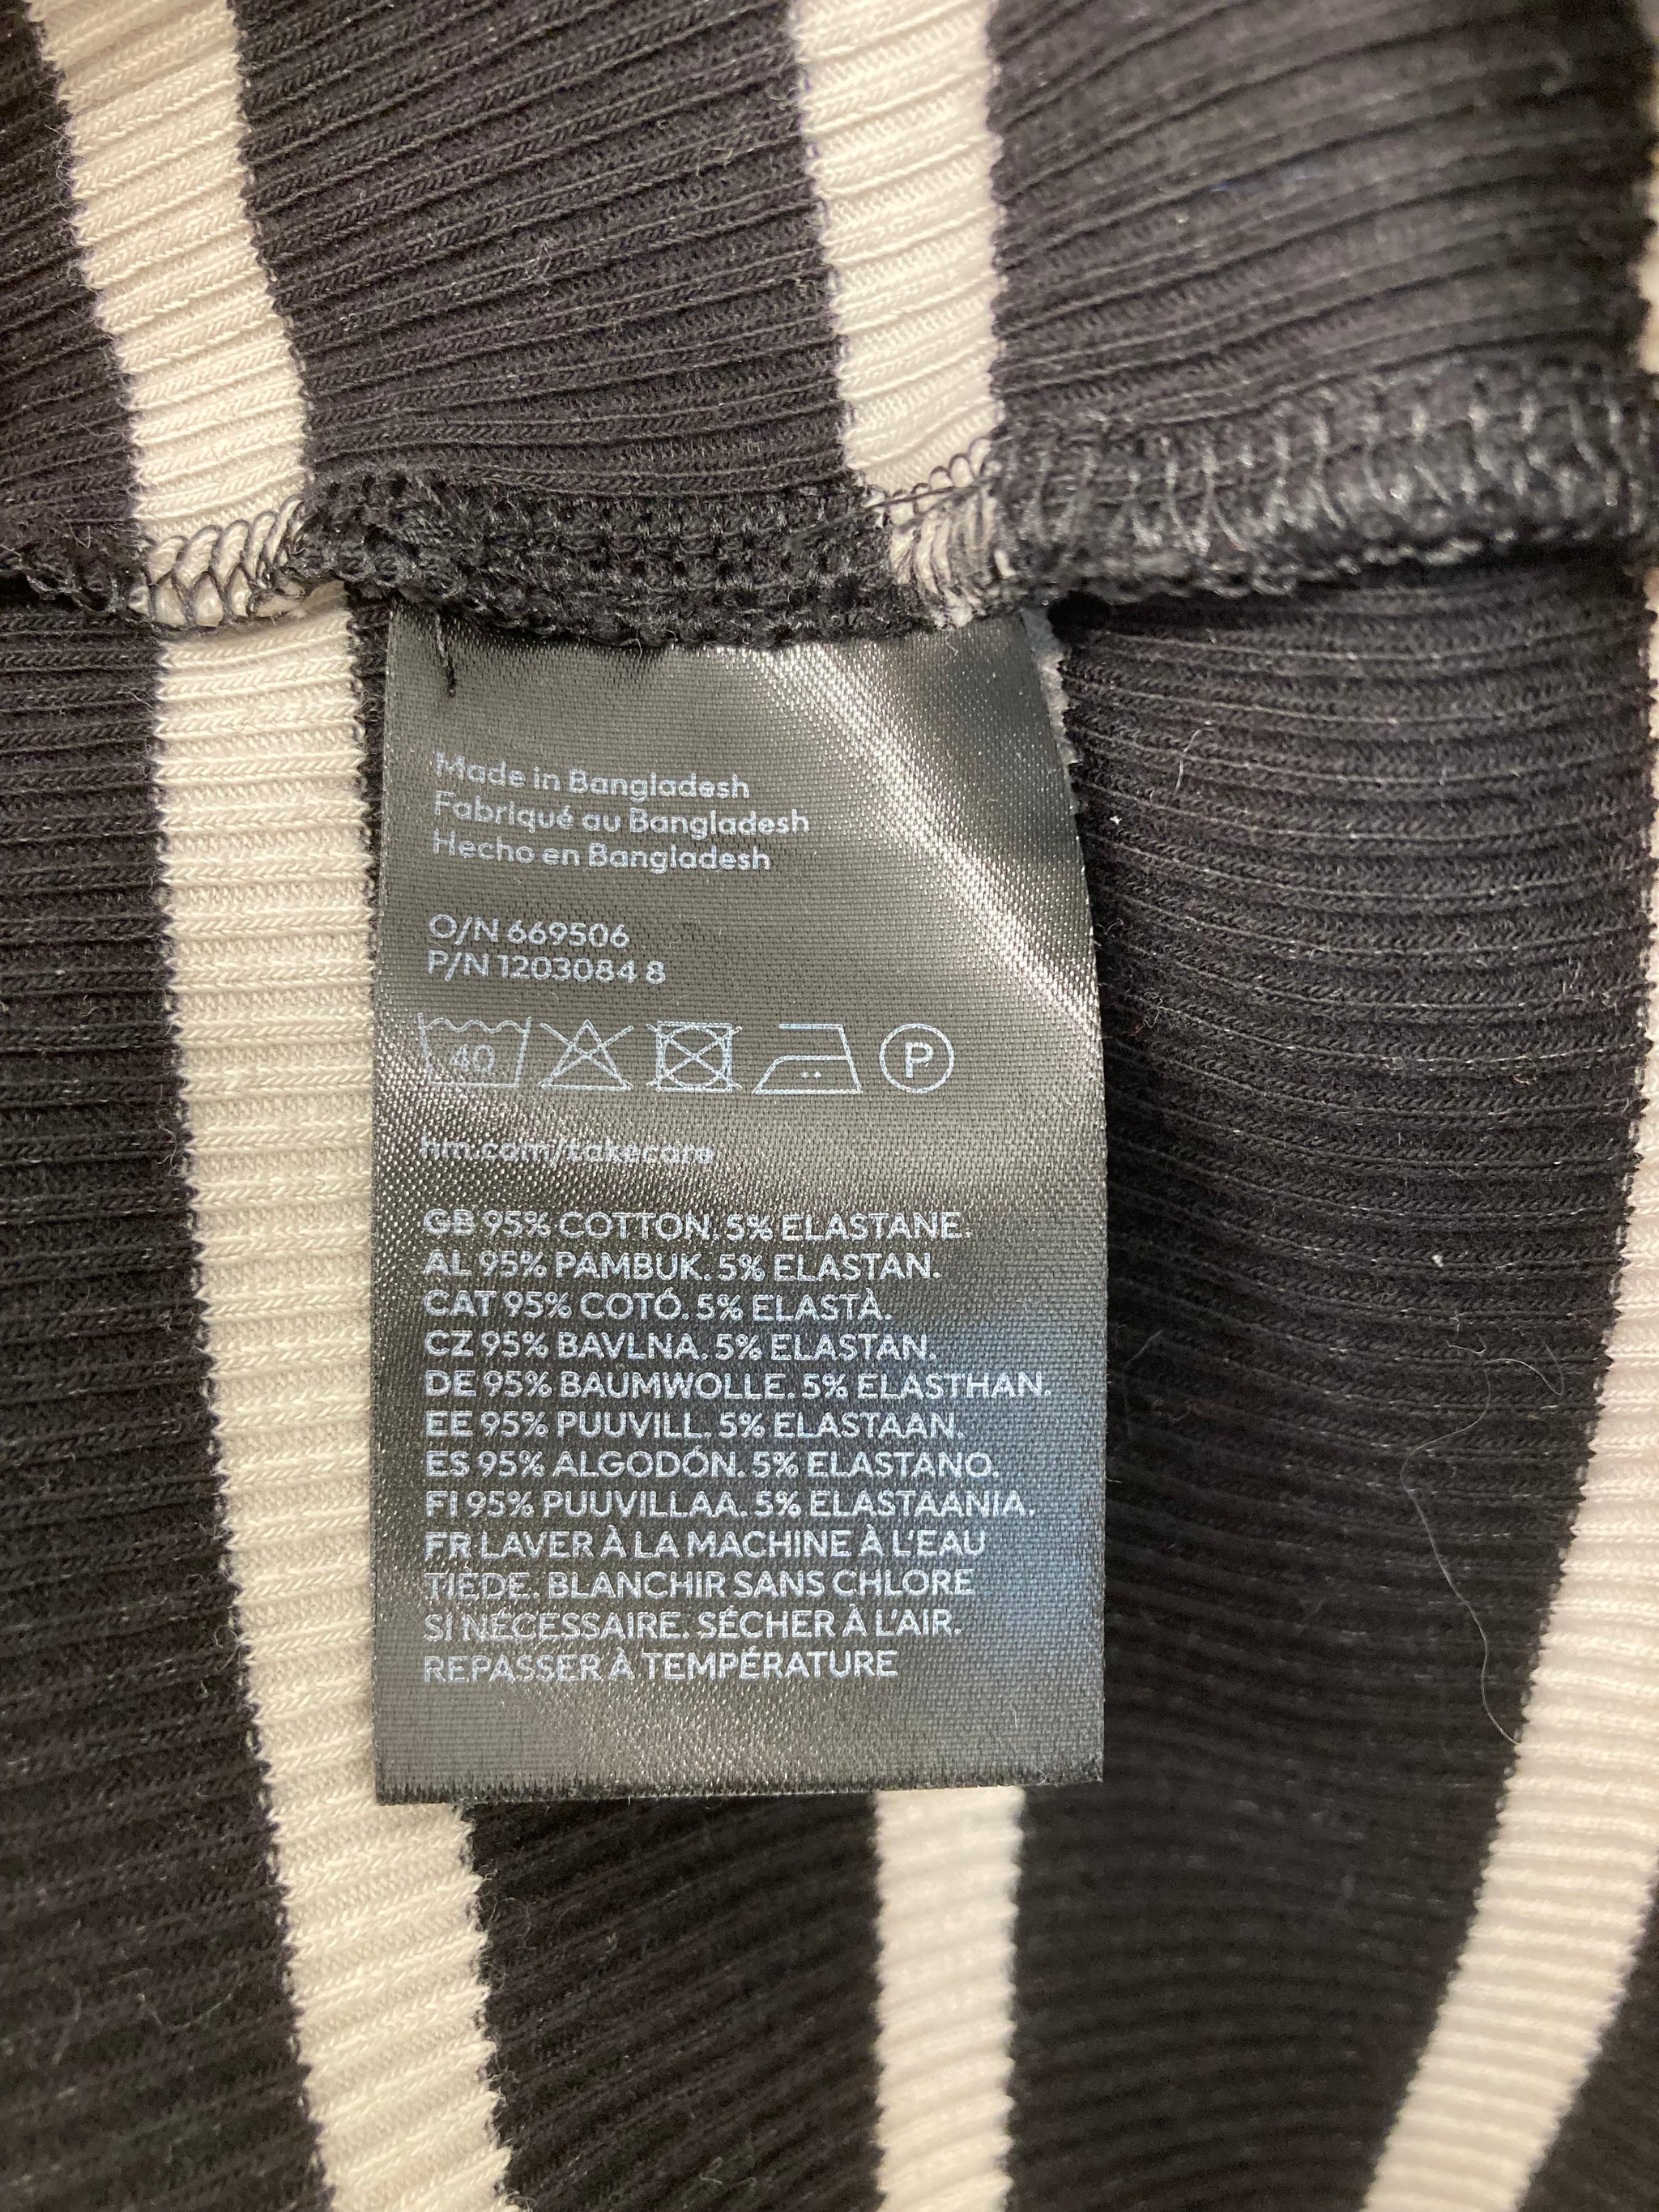 Made in Bangladesh
Fabriqué au Bangladesh
Hecho en Bangladesh
O/N 669506
P/N 1203084 8
40 P
hm.com/takecare
GB 95% COTTON. 5% ELASTANE.
AL 95% PAMBUK. 5% ELASTAN.
CAT 95% COTÓ. 5% ELASTÀ.
CZ 95% BAVLNA. 5% ELASTAN.
DE 95% BAUMWOLLE. 5% ELASTHAN.
EE 95% PUUVILL. 5% ELASTAAN.
ES 95% ALGODÓN. 5% ELASTANO.
FI 95% PUUVILLAA. 5% ELASTAANIA.
FR LAVER À LA MACHINE À L'EAU
TIÈDE. BLANCHIR SANS CHLORE
SI NÉCESSAIRE. SÉCHER À L'AIR.
REPASSER À TEMPÉRATURE